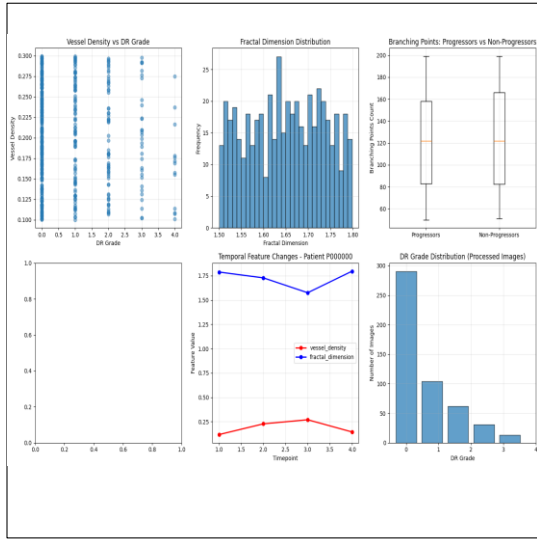 Vessel Density vs DR Grade
Vessel Density
0.300
0.275
0.250
0.225
0.200
0.175
0.150
0.125
0.100
0.0 0.5 1.0 1.5 2.0 2.5 3.0 3.5 4.0
DR Grade
Fractal Dimension Distribution
Frequency
25
20
15
10
5
0
1.50 1.55 1.60 1.65 1.70 1.75 1.80
Fractal Dimension
Branching Points: Progressors vs Non-Progressors
Branching Points Count
200
180
160
140
120
100
80
60
Progressors Non-Progressors
1.0
0.8
0.6
0.4
0.2
0.0
0.0 0.2 0.4 0.6 0.8 1.0
Temporal Feature Changes - Patient P000000
Feature Value
1.75
1.50
1.25
1.00
0.75
0.50
0.25
vessel_density
fractal_dimension
1.0 1.5 2.0 2.5 3.0 3.5 4.0
Timepoint
DR Grade Distribution (Processed Images)
Number of Images
300
250
200
150
100
50
0
0 1 2 3 4
DR Grade